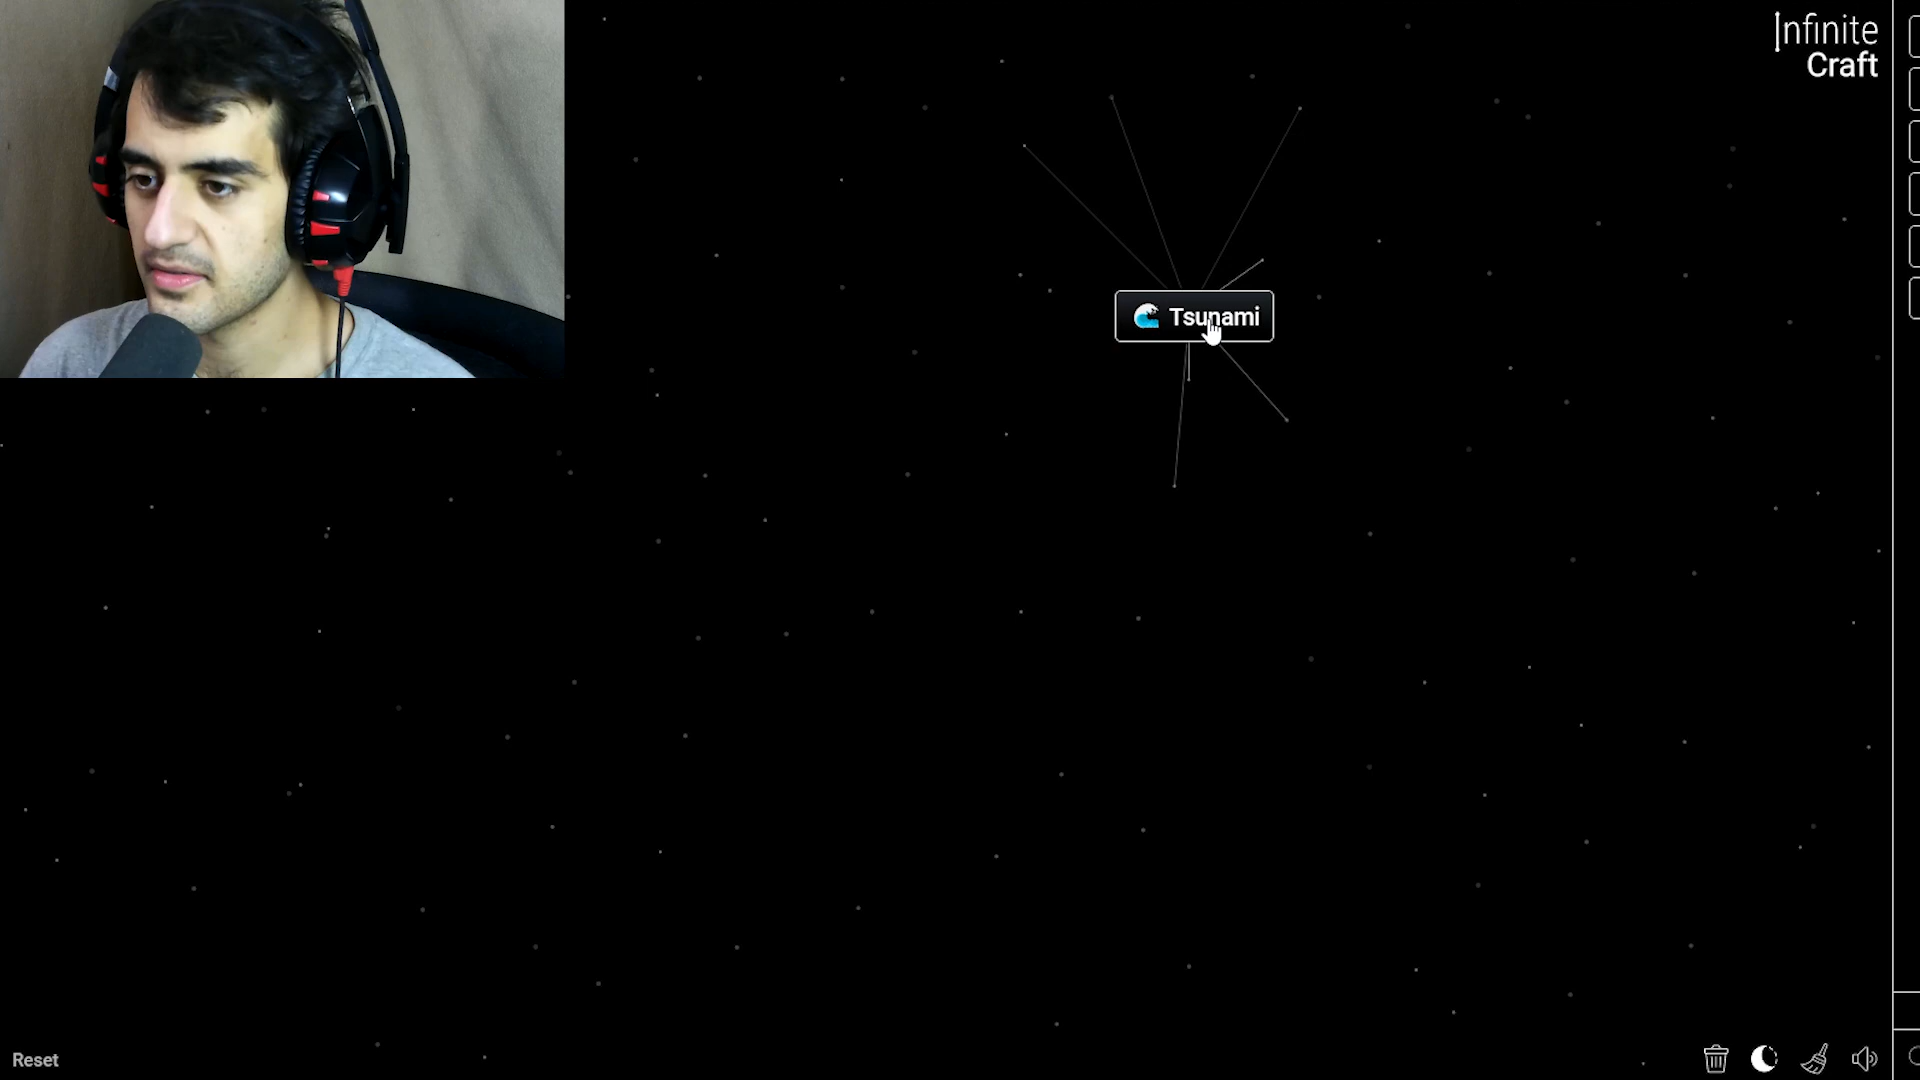 Infinite
Craft
🌊 Tsunami
Reset